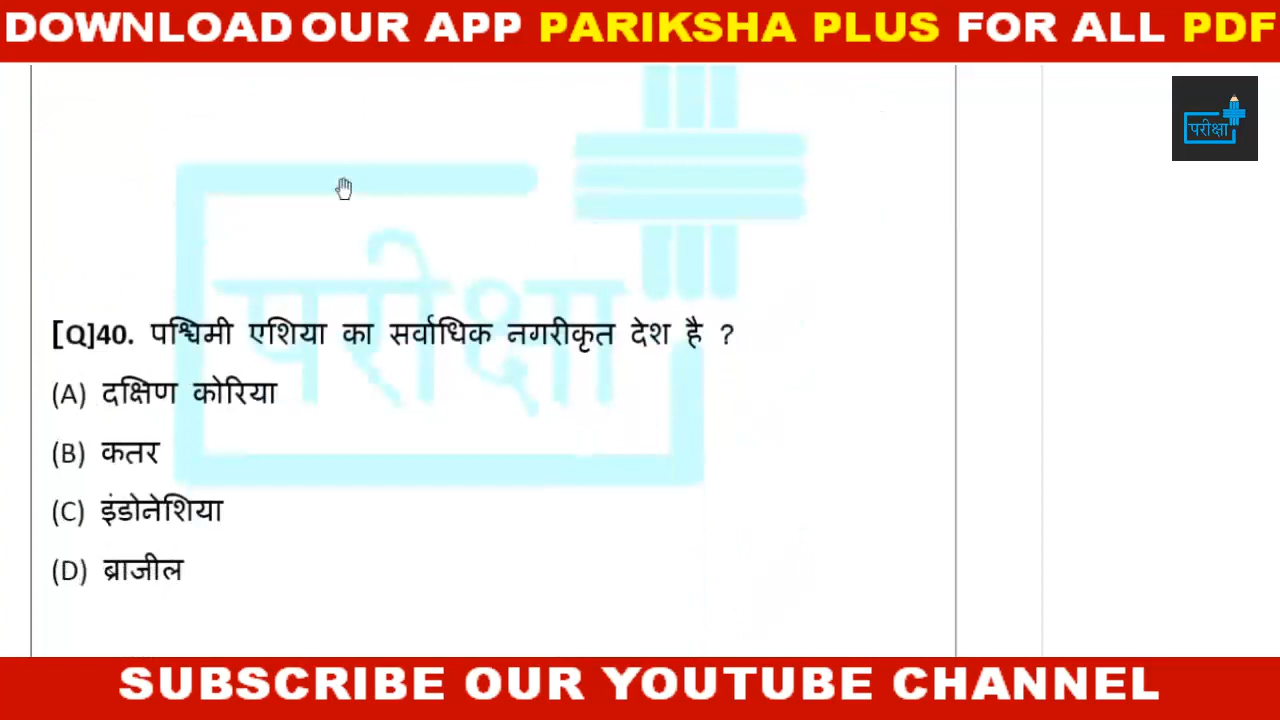 DOWNLOAD OUR APP PARIKSHA PLUS FOR ALL PDF
परीक्षा
परीक्षा
[Q]40. पश्चिमी एशिया का सर्वाधिक नगरीकृत देश है ?
(A) दक्षिण कोरिया
(B) कतर
(C) इंडोनेशिया
(D) ब्राजील
SUBSCRIBE OUR YOUTUBE CHANNEL